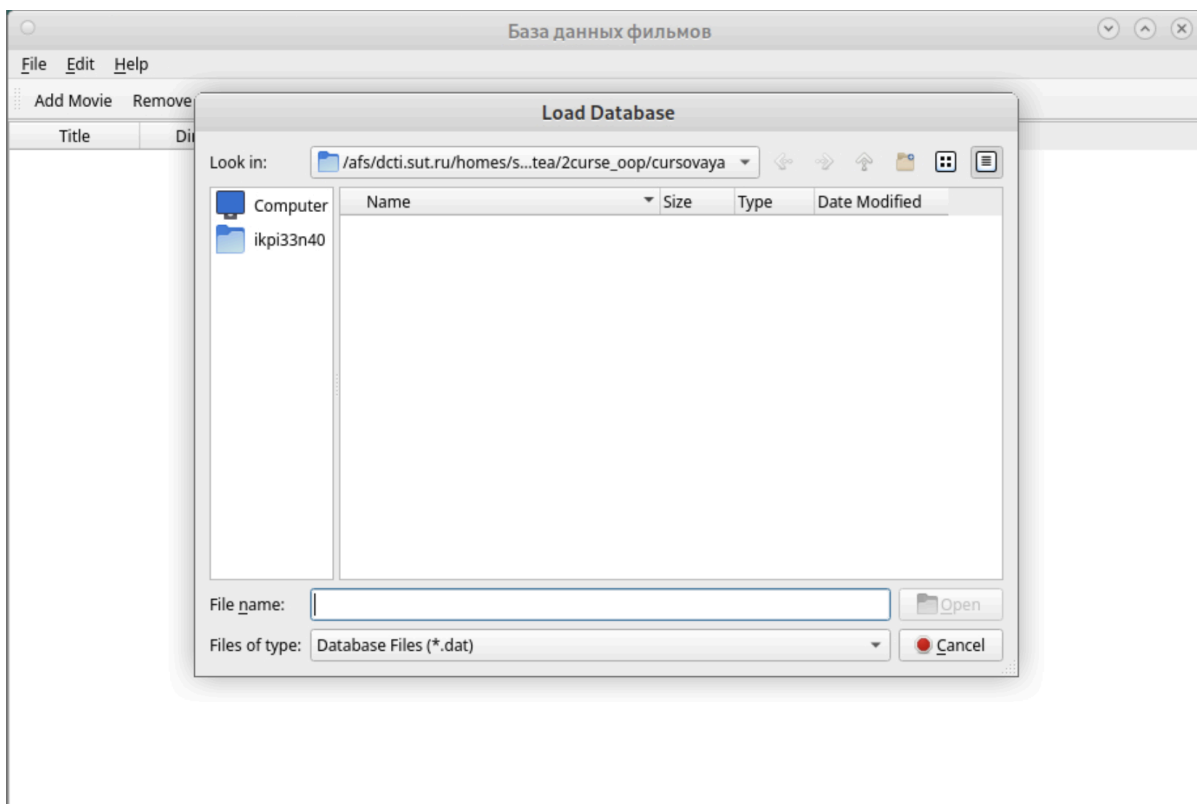 База данных фильмов
File Edit Help
Add Movie Remove
Load Database
Title Di
Look in: /afs/dcti.sut.ru/homes/s...tea/2curse_oop/cursovaya
Computer
ikpi33n40
Name Size Type Date Modified
File name: Open
Files of type: Database Files (*.dat) Cancel